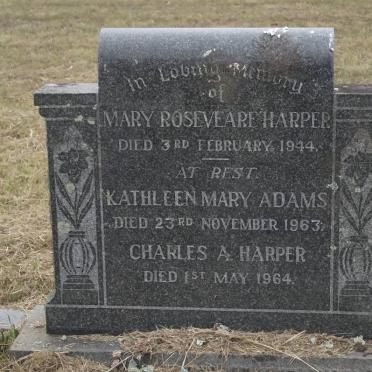 In Loving Memory
of
MARY ROSEVEARE HARPER
DIED 3RD FEBRUARY 1944.
AT REST.
KATHLEEN MARY ADAMS
DIED 23RD NOVEMBER 1963.
CHARLES A. HARPER
DIED 1ST MAY 1964.